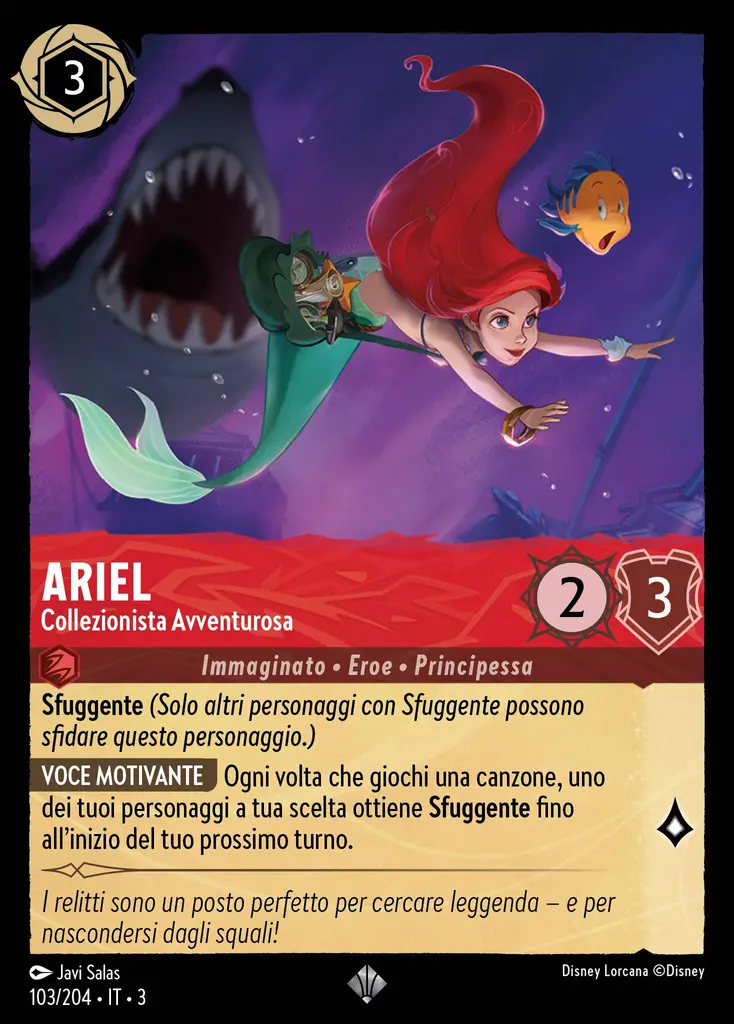 3
ARIEL
Collezionista Avventurosa
2
3
Immaginato • Eroe • Principessa
Sfuggente (Solo altri personaggi con Sfuggente possono
sfidare questo personaggio.)
VOCE MOTIVANTE Ogni volta che giochi una canzone, uno
dei tuoi personaggi a tua scelta ottiene Sfuggente fino
all'inizio del tuo prossimo turno.
I relitti sono un posto perfetto per cercare leggenda – e per
nascondersi dagli squali!
Javi Salas
Disney Lorcana ©Disney
103/204 • IT • 3